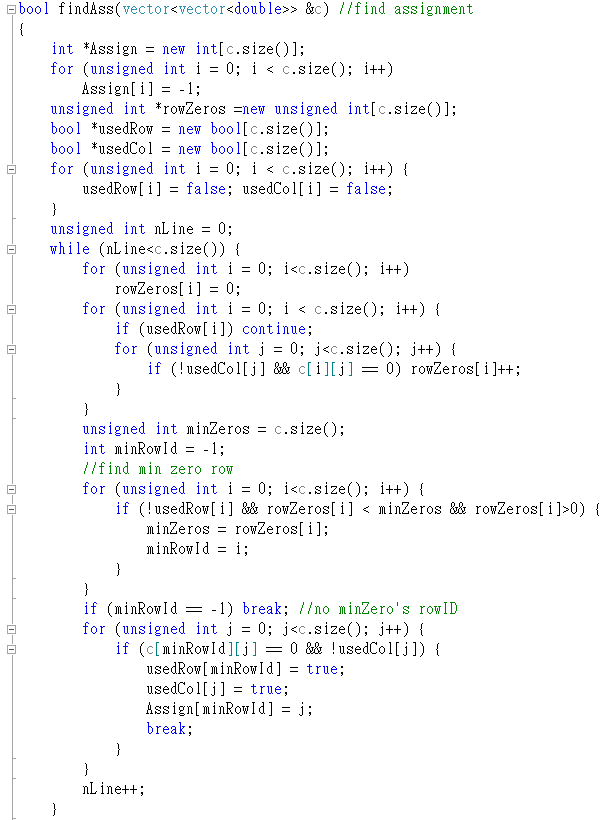 bool findAss(vector<vector<double>> &c) //find assignment
{
    int *Assign = new int[c.size()];
    for (unsigned int i = 0; i < c.size(); i++)
        Assign[i] = -1;
    unsigned int *rowZeros =new unsigned int[c.size()];
    bool *usedRow = new bool[c.size()];
    bool *usedCol = new bool[c.size()];
    for (unsigned int i = 0; i < c.size(); i++) {
        usedRow[i] = false; usedCol[i] = false;
    }
    unsigned int nLine = 0;
    while (nLine<c.size()) {
        for (unsigned int i = 0; i<c.size(); i++)
            rowZeros[i] = 0;
        for (unsigned int i = 0; i < c.size(); i++) {
            if (usedRow[i]) continue;
            for (unsigned int j = 0; j<c.size(); j++) {
                if (!usedCol[j] && c[i][j] == 0) rowZeros[i]++;
            }
        }
        unsigned int minZeros = c.size();
        int minRowId = -1;
        //find min zero row
        for (unsigned int i = 0; i<c.size(); i++) {
            if (!usedRow[i] && rowZeros[i] < minZeros && rowZeros[i]>0) {
                minZeros = rowZeros[i];
                minRowId = i;
            }
        }
        if (minRowId == -1) break; //no minZero's rowID
        for (unsigned int j = 0; j<c.size(); j++) {
            if (c[minRowId][j] == 0 && !usedCol[j]) {
                usedRow[minRowId] = true;
                usedCol[j] = true;
                Assign[minRowId] = j;
                break;
            }
        }
        nLine++;
    }